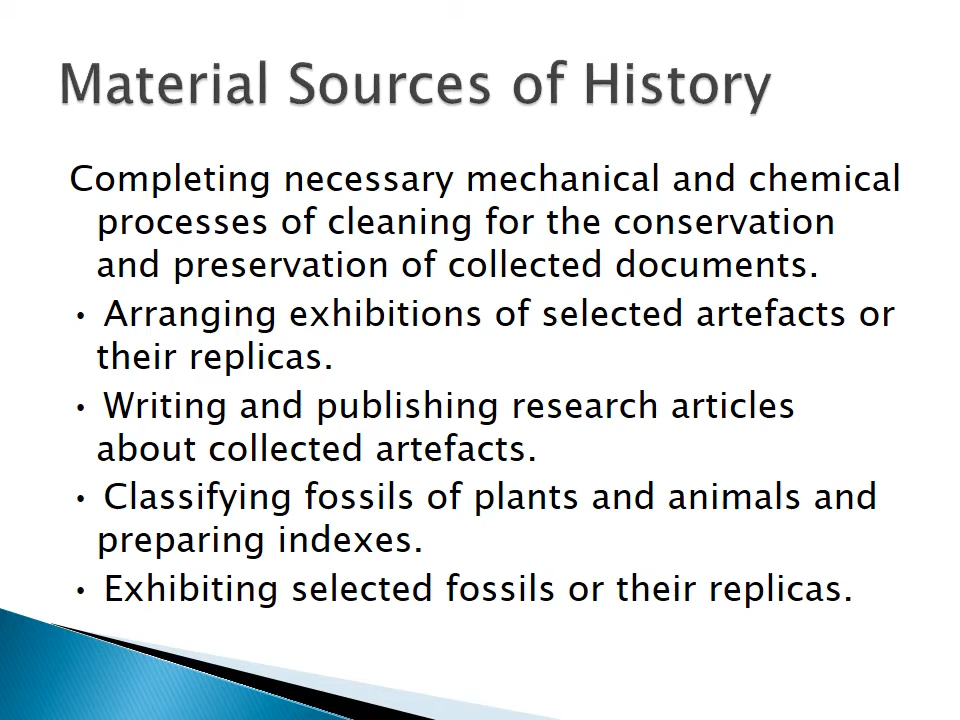 Material Sources of History
Completing necessary mechanical and chemical
processes of cleaning for the conservation
and preservation of collected documents.
• Arranging exhibitions of selected artefacts or
their replicas.
• Writing and publishing research articles
about collected artefacts.
• Classifying fossils of plants and animals and
preparing indexes.
• Exhibiting selected fossils or their replicas.